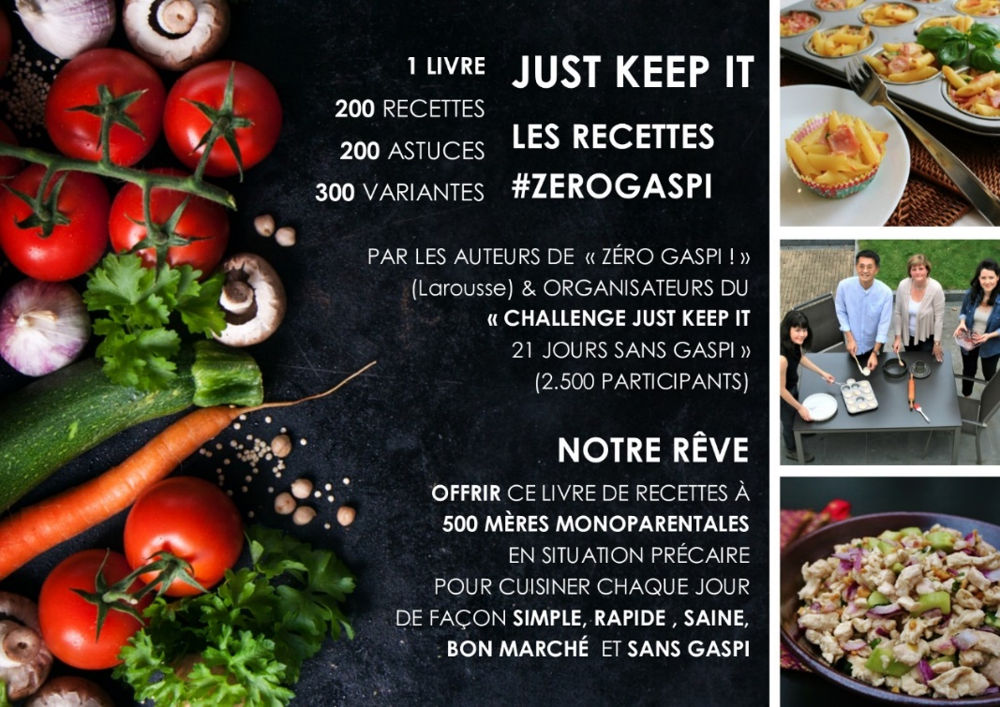 1 LIVRE
200 RECETTES
200 ASTUCES
300 VARIANTES
JUST KEEP IT
LES RECETTES
#ZEROGASPI
PAR LES AUTEURS DE « ZÉRO GASPI ! »
(Larousse) & ORGANISATEURS DU
« CHALLENGE JUST KEEP IT
21 JOURS SANS GASPI »
(2.500 PARTICIPANTS)
NOTRE RÊVE
OFFRIR CE LIVRE DE RECETTES À
500 MÈRES MONOPARENTALES
EN SITUATION PRÉCAIRE
POUR CUISINER CHAQUE JOUR
DE FAÇON SIMPLE, RAPIDE , SAINE,
BON MARCHÉ ET SANS GASPI